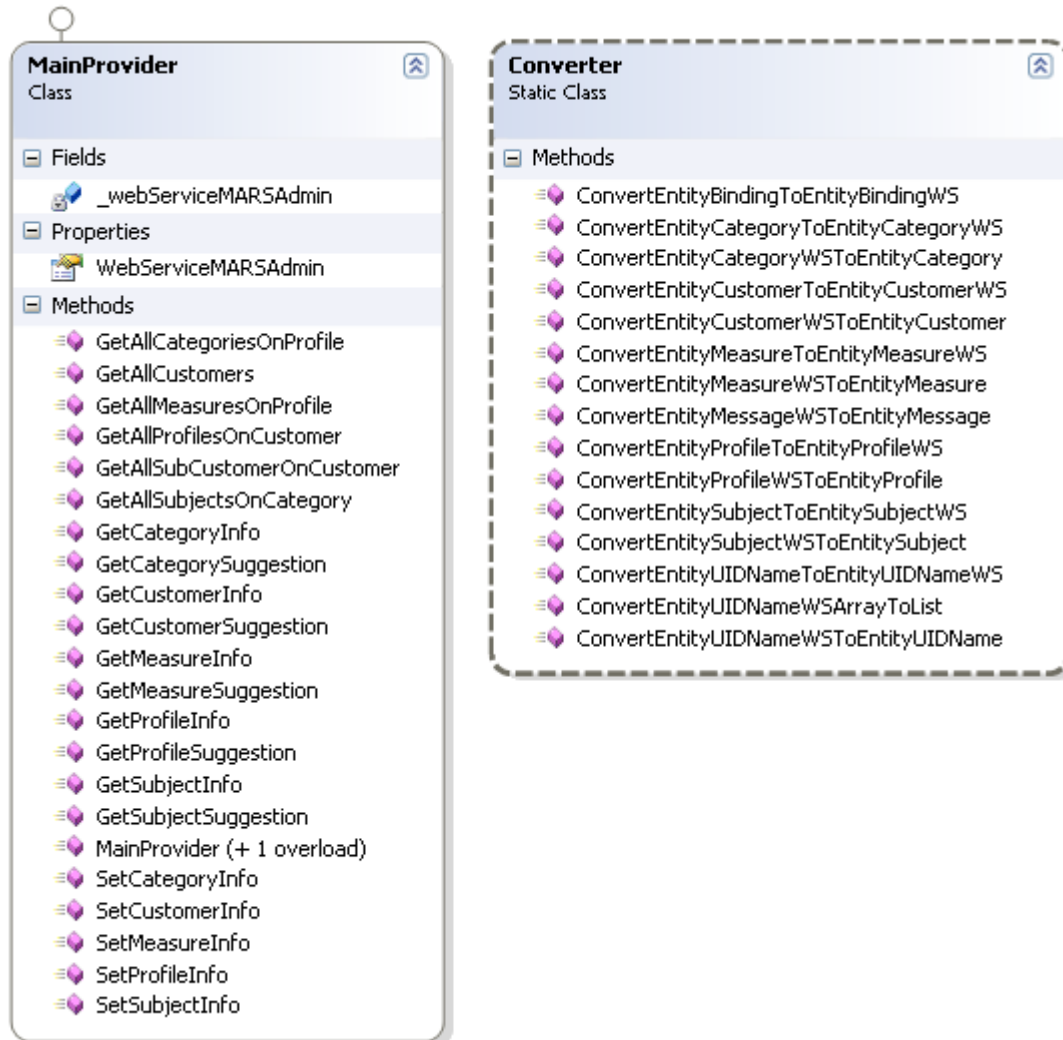 MainProvider
Class
Fields
_webServiceMARSAdmin
Properties
WebServiceMARSAdmin
Methods
GetAllCategoriesOnProfile
GetAllCustomers
GetAllMeasuresOnProfile
GetAllProfilesOnCustomer
GetAllSubCustomerOnCustomer
GetAllSubjectsOnCategory
GetCategoryInfo
GetCategorySuggestion
GetCustomerInfo
GetCustomerSuggestion
GetMeasureInfo
GetMeasureSuggestion
GetProfileInfo
GetProfileSuggestion
GetSubjectInfo
GetSubjectSuggestion
MainProvider (+ 1 overload)
SetCategoryInfo
SetCustomerInfo
SetMeasureInfo
SetProfileInfo
SetSubjectInfo
Converter
Static Class
Methods
ConvertEntityBindingToEntityBindingWS
ConvertEntityCategoryToEntityCategoryWS
ConvertEntityCategoryWSToEntityCategory
ConvertEntityCustomerToEntityCustomerWS
ConvertEntityCustomerWSToEntityCustomer
ConvertEntityMeasureToEntityMeasureWS
ConvertEntityMeasureWSToEntityMeasure
ConvertEntityMessageWSToEntityMessage
ConvertEntityProfileToEntityProfileWS
ConvertEntityProfileWSToEntityProfile
ConvertEntitySubjectToEntitySubjectWS
ConvertEntitySubjectWSToEntitySubject
ConvertEntityUIDNameToEntityUIDNameWS
ConvertEntityUIDNameWSArrayToList
ConvertEntityUIDNameWSToEntityUIDName